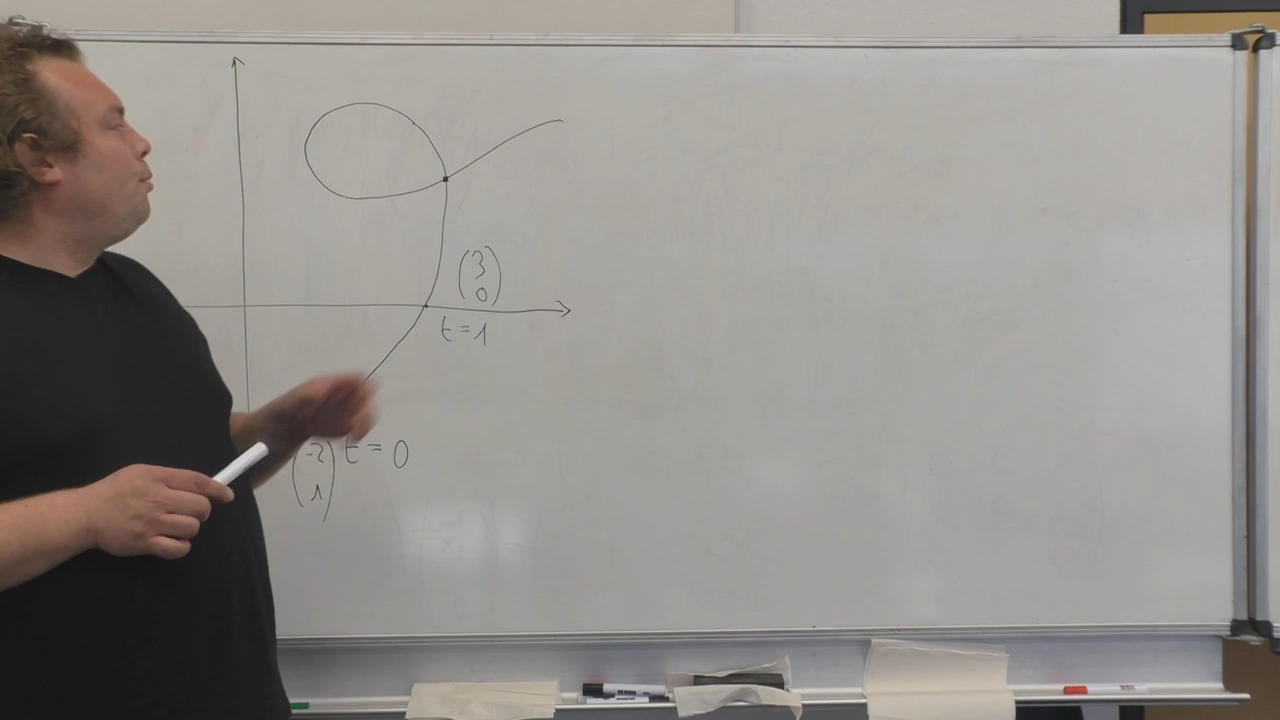 (3
0)
t = 1
(-2
1)
t = 0